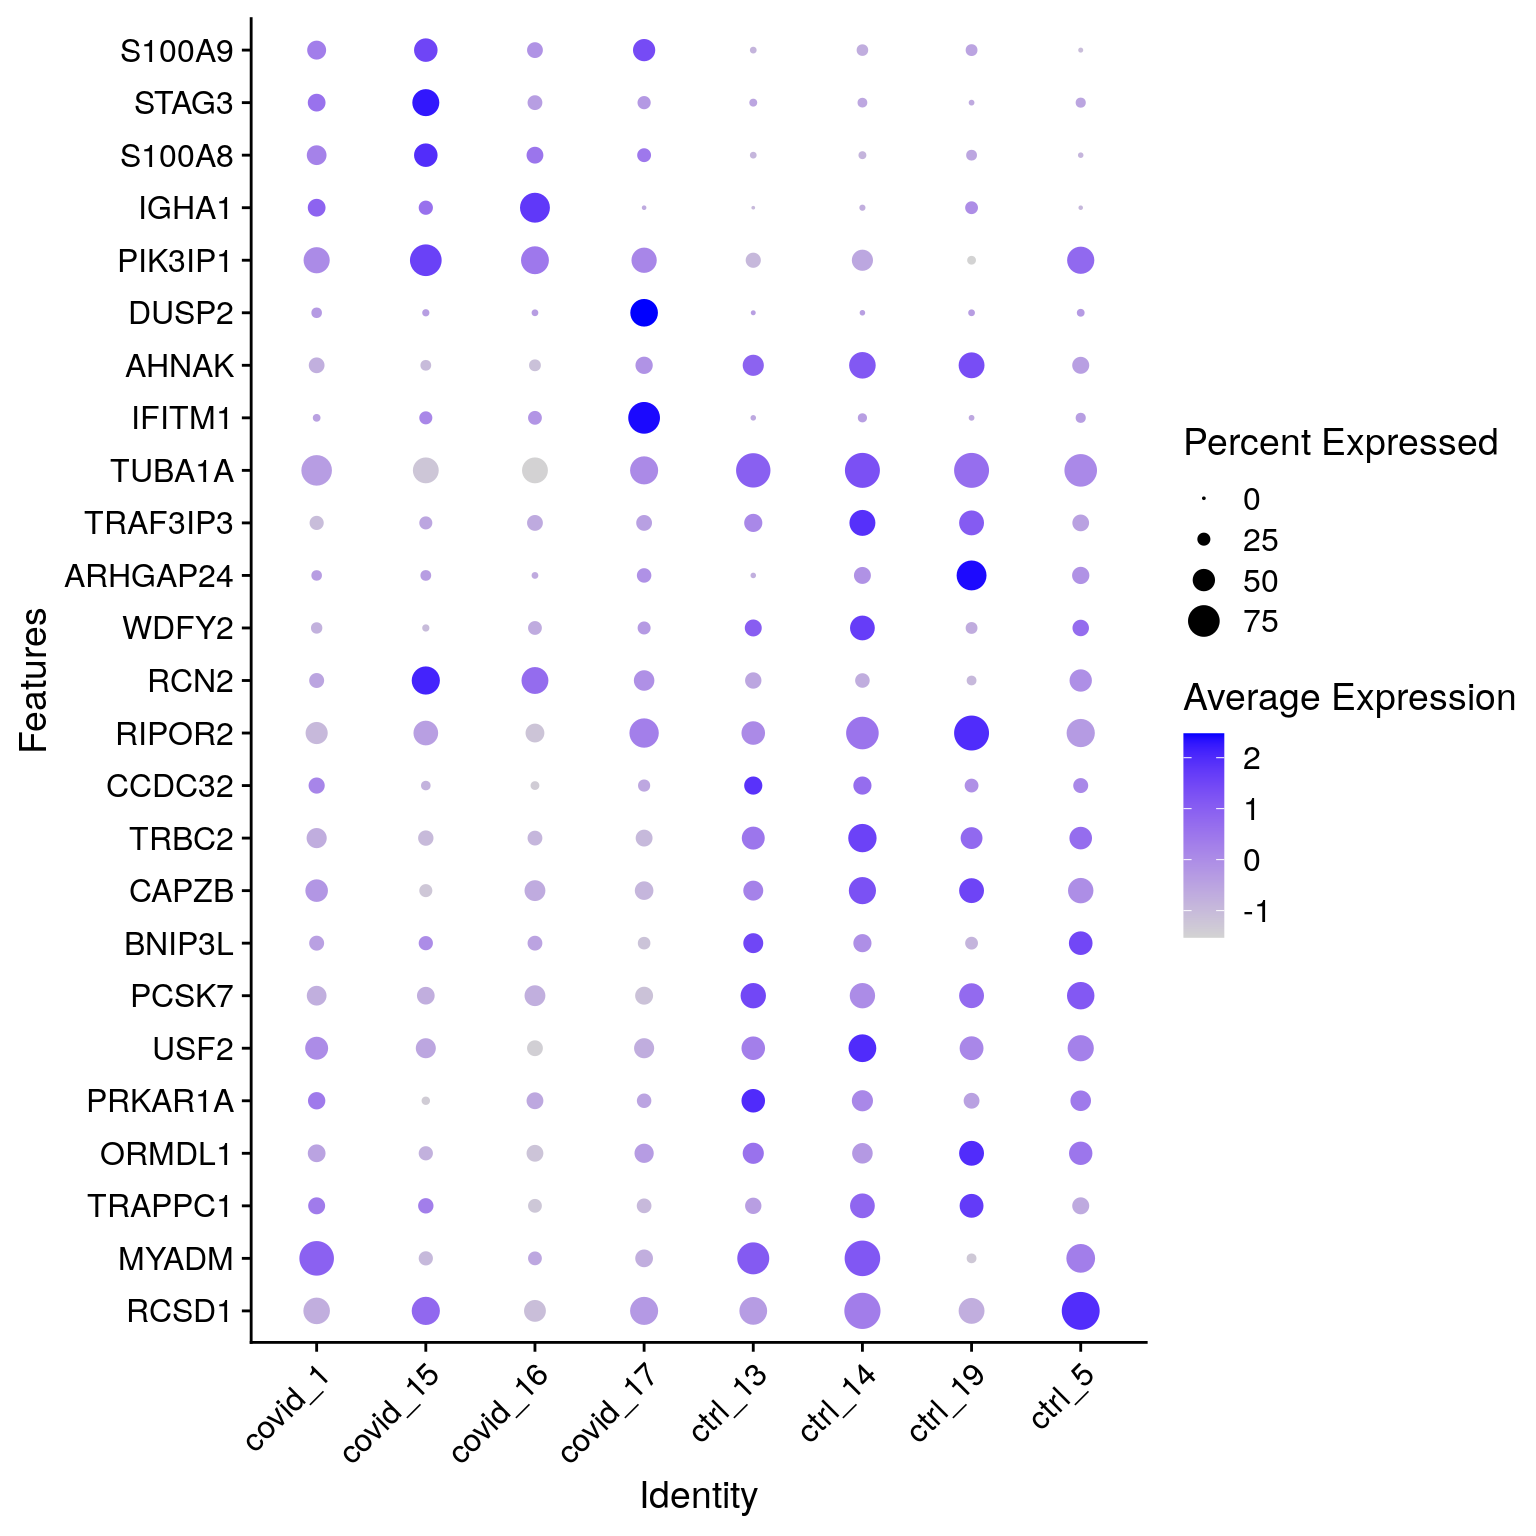 S100A9
STAG3
S100A8
IGHA1
PIK3IP1
DUSP2
AHNAK
IFITM1
TUBA1A
TRAF3IP3
ARHGAP24
WDFY2
RCN2
RIPOR2
CCDC32
TRBC2
CAPZB
BNIP3L
PCSK7
USF2
PRKAR1A
ORMDL1
TRAPPC1
MYADM
RCSD1
Features
covid_1
covid_15
covid_16
covid_17
ctrl_13
ctrl_14
ctrl_19
ctrl_5
Identity
Percent Expressed
0
25
50
75
Average Expression
2
1
0
-1